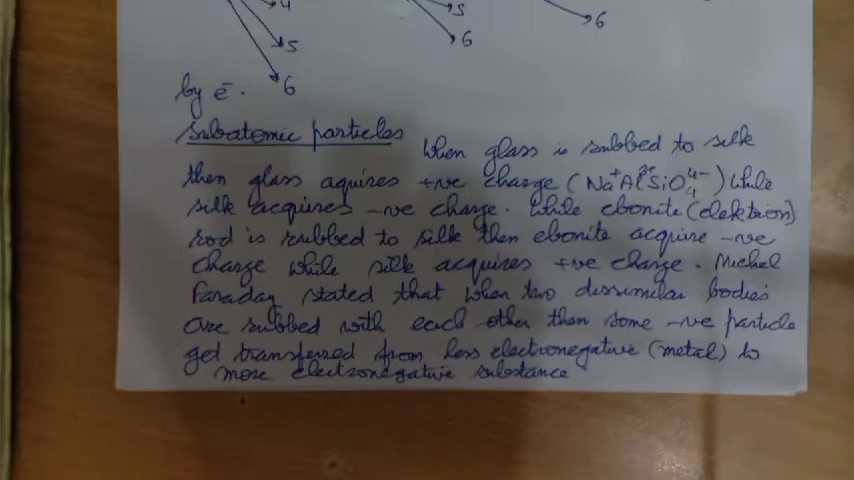 4
5
6
5
6
6
by e⁻.
Subatomic particles When glass is rubbed to silk
then glass aquires +ve charge (Na⁺Al³⁺SiO₄⁴⁻) while
silk acquires -ve charge. While ebonite (elektrion)
rod is rubbed to silk then ebonite acquire -ve
charge while silk acquires +ve charge. Michel
Faraday stated that when two dissimilar bodies
are rubbed with each other then some -ve particle
get transferred from less electronegative (metal) to
more electronegative substance